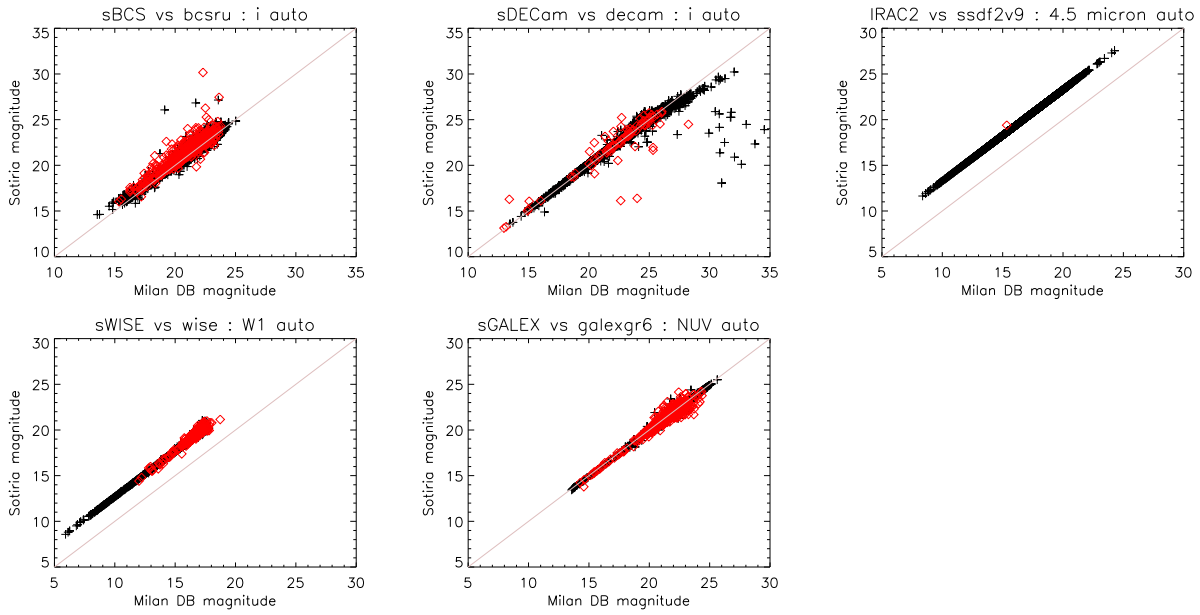 sBCS vs bcsru : i auto
35
30
25
20
15
10
Sotiria magnitude
10 15 20 25 30 35
Milan DB magnitude
sDECam vs decam : i auto
35
30
25
20
15
10
Sotiria magnitude
10 15 20 25 30 35
Milan DB magnitude
IRAC2 vs ssdf2v9 : 4.5 micron auto
30
25
20
15
10
5
Sotiria magnitude
5 10 15 20 25 30
Milan DB magnitude
sWISE vs wise : W1 auto
30
25
20
15
10
5
Sotiria magnitude
5 10 15 20 25 30
Milan DB magnitude
sGALEX vs galexgr6 : NUV auto
30
25
20
15
10
5
Sotiria magnitude
5 10 15 20 25 30
Milan DB magnitude